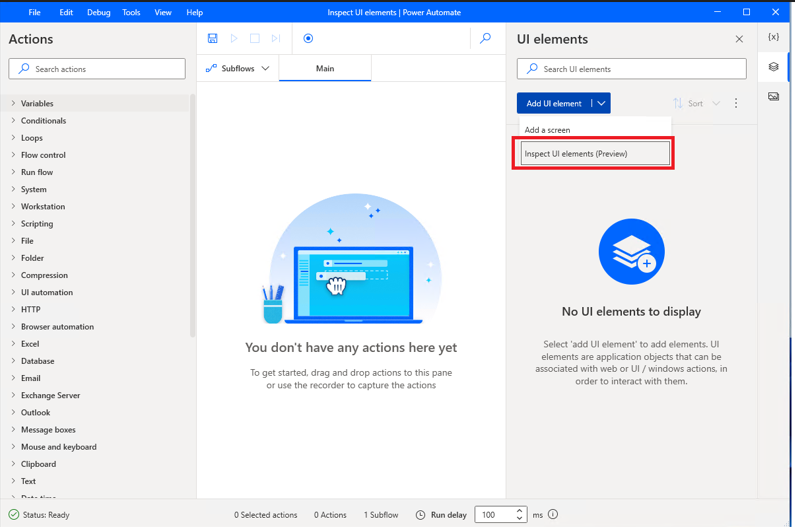 File Edit Debug Tools View Help
Inspect UI elements | Power Automate
Actions
Search actions
Variables
Conditionals
Loops
Flow control
Run flow
System
Workstation
Scripting
File
Folder
Compression
UI automation
HTTP
Browser automation
Excel
Database
Email
Exchange Server
Outlook
Message boxes
Mouse and keyboard
Clipboard
Text
Date time
Subflows
Main
You don't have any actions here yet
To get started, drag and drop actions to this pane
or use the recorder to capture the actions
UI elements
Search UI elements
Add UI element
Sort
Add a screen
Inspect UI elements (Preview)
No UI elements to display
Select 'add UI element' to add elements. UI
elements are application objects that can be
associated with web or UI / windows actions, in
order to interact with them.
{x}
Status: Ready
0 Selected actions
0 Actions
1 Subflow
Run delay
100
ms